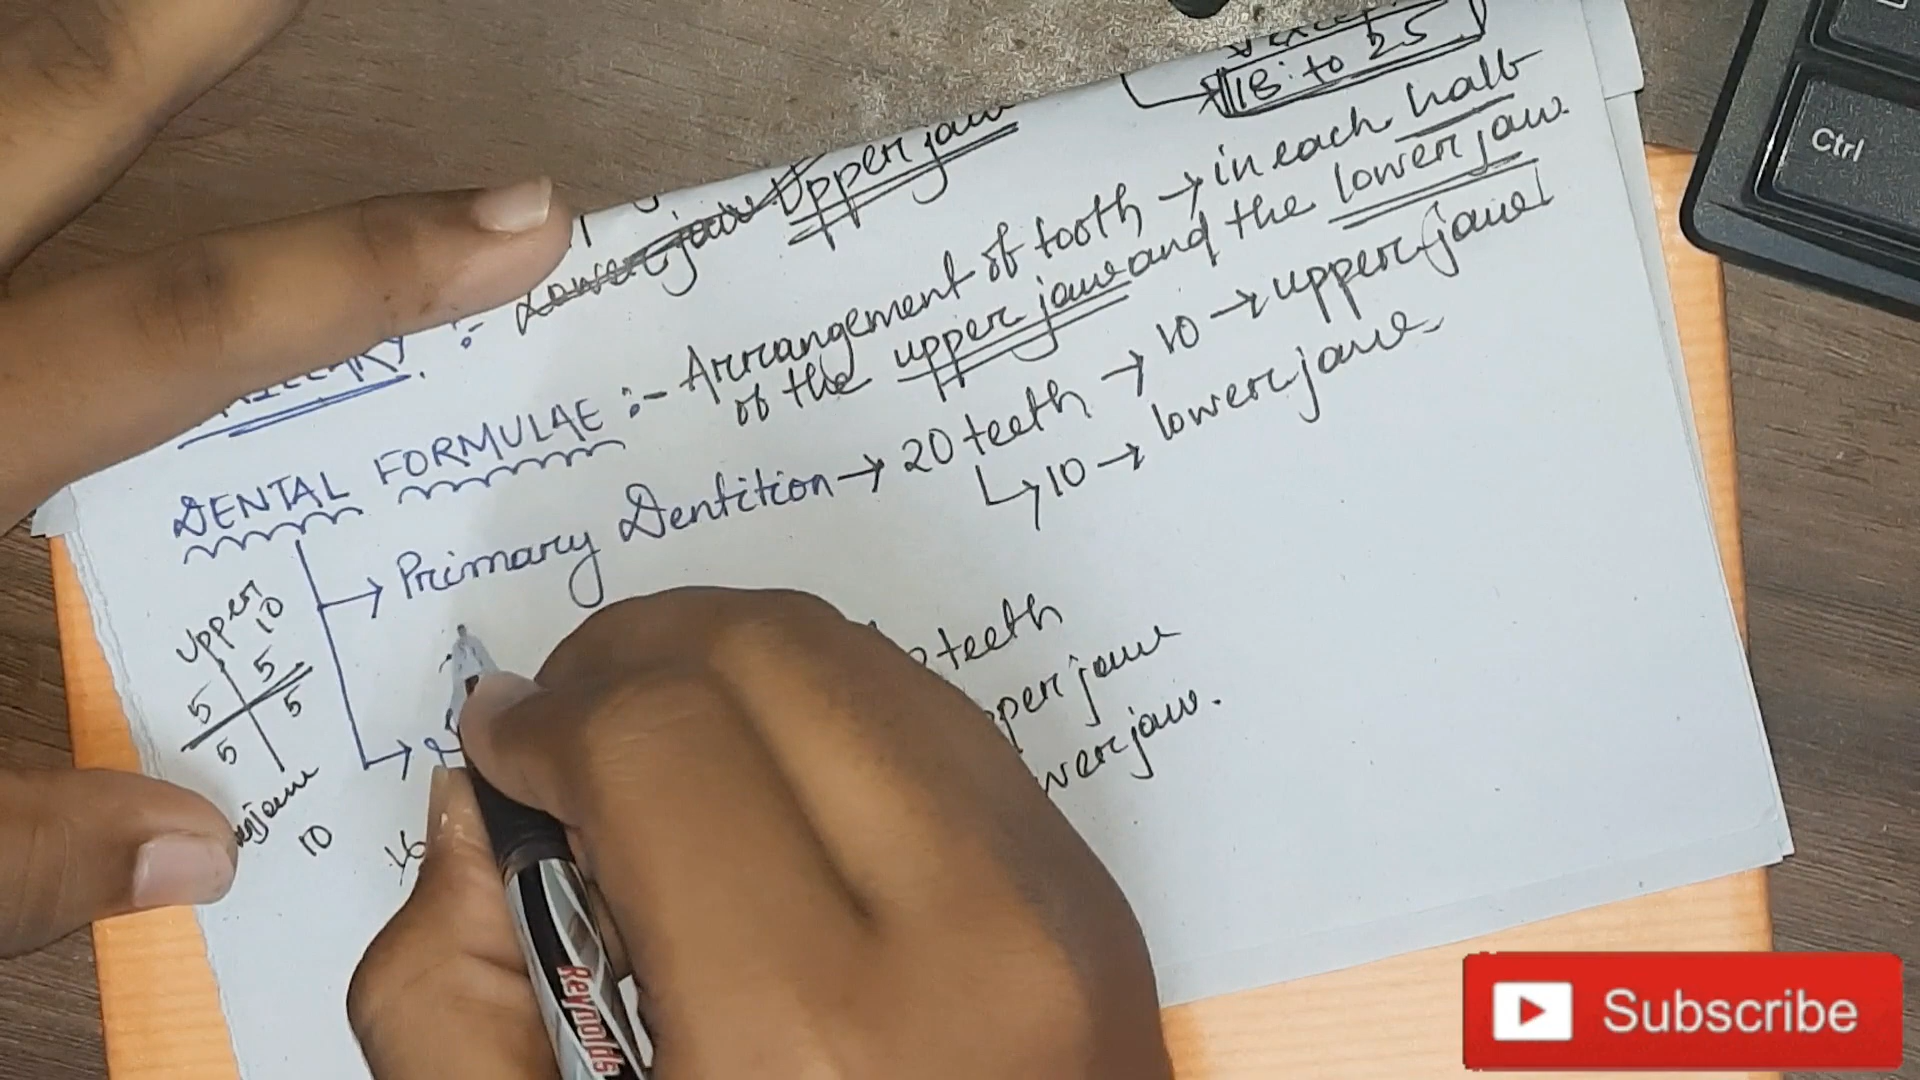 18 to 25
Lower jaw Upper jaw
DENTAL FORMULAE :- Arrangement of tooth → in each half
of the upper jaw and the lower jaw.
→ Primary Dentition → 20 teeth → 10 → upper jaw
↳ 10 → lower jaw
Upper
10
5 5
5 5
10
teeth
jaw
jaw.
16
Reynolds
Ctrl
Subscribe